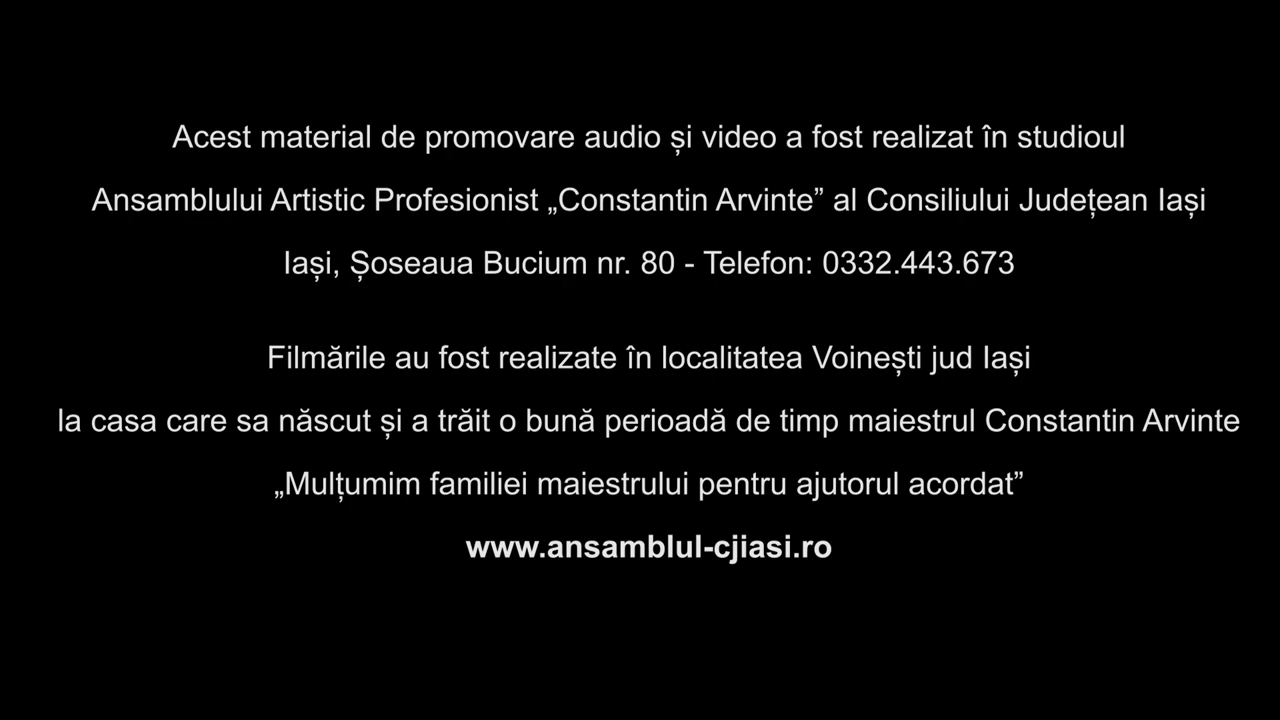 Acest material de promovare audio și video a fost realizat în studioul
Ansamblului Artistic Profesionist „Constantin Arvinte” al Consiliului Județean Iași
Iași, Șoseaua Bucium nr. 80 - Telefon: 0332.443.673
Filmările au fost realizate în localitatea Voinești jud Iași
la casa care sa născut și a trăit o bună perioadă de timp maiestrul Constantin Arvinte
„Mulțumim familiei maiestrului pentru ajutorul acordat”
www.ansamblul-cjiasi.ro